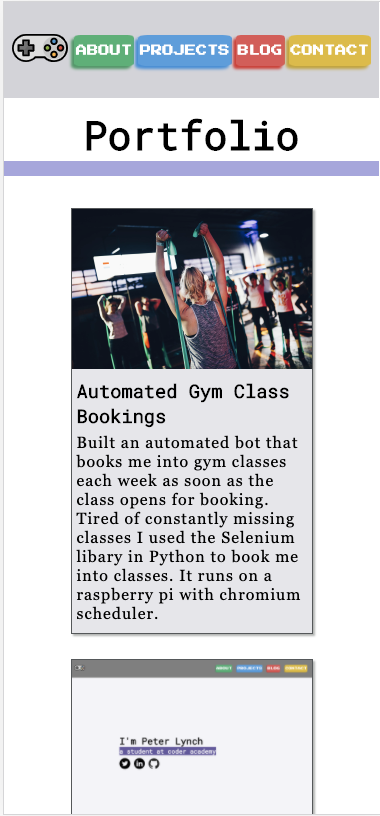 ABOUT PROJECTS BLOG CONTACT
Portfolio
Automated Gym Class
Bookings
Built an automated bot that
books me into gym classes
each week as soon as the
class opens for booking.
Tired of constantly missing
classes I used the Selenium
libary in Python to book me
into classes. It runs on a
raspberry pi with chromium
scheduler.
ABOUT PROJECTS BLOG CONTACT
I'm Peter Lynch
a student at coder academy